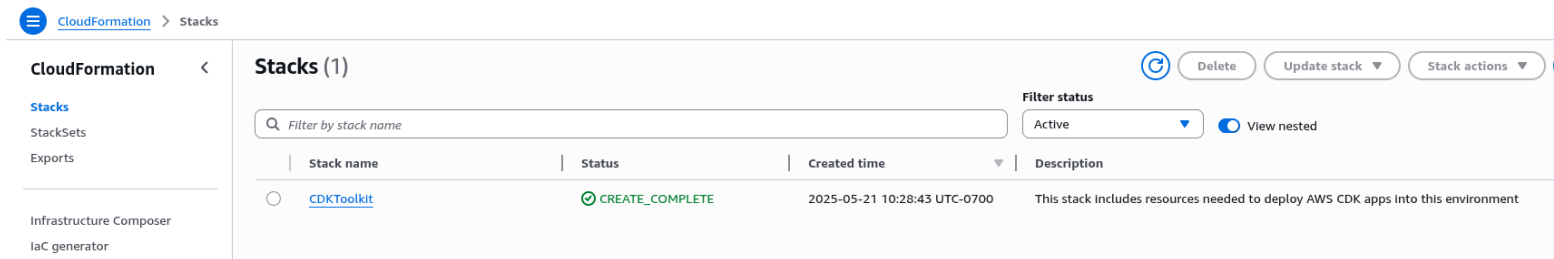 CloudFormation > Stacks
CloudFormation
Stacks
StackSets
Exports
Infrastructure Composer
IaC generator
Stacks (1)
Delete Update stack Stack actions
Filter status
Filter by stack name Active View nested
Stack name Status Created time Description
CDKToolkit CREATE_COMPLETE 2025-05-21 10:28:43 UTC-0700 This stack includes resources needed to deploy AWS CDK apps into this environment